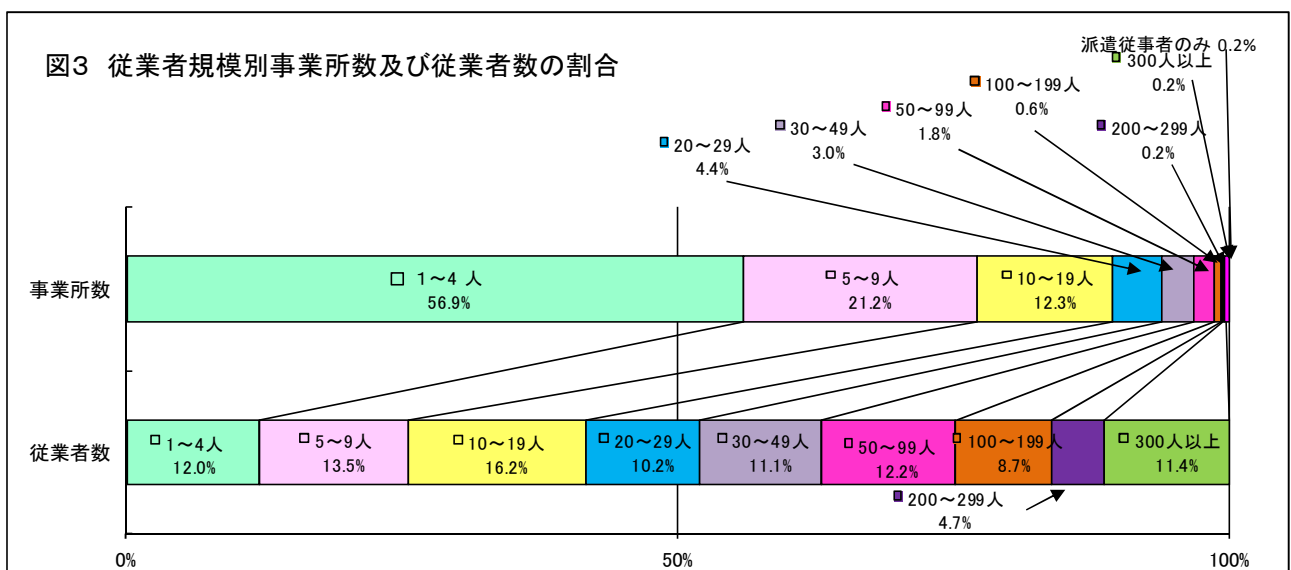 図3 従業者規模別事業所数及び従業者数の割合
派遣従事者のみ 0.2%
300人以上
0.2%
100～199人
0.6%
50～99人
1.8%
200～299人
0.2%
30～49人
3.0%
20～29人
4.4%
事業所数
1～4 人
56.9%
5～9人
21.2%
10～19人
12.3%
従業者数
1～4人
12.0%
5～9人
13.5%
10～19人
16.2%
20～29人
10.2%
30～49人
11.1%
50～99人
12.2%
100～199人
8.7%
300人以上
11.4%
200～299人
4.7%
0%
50%
100%